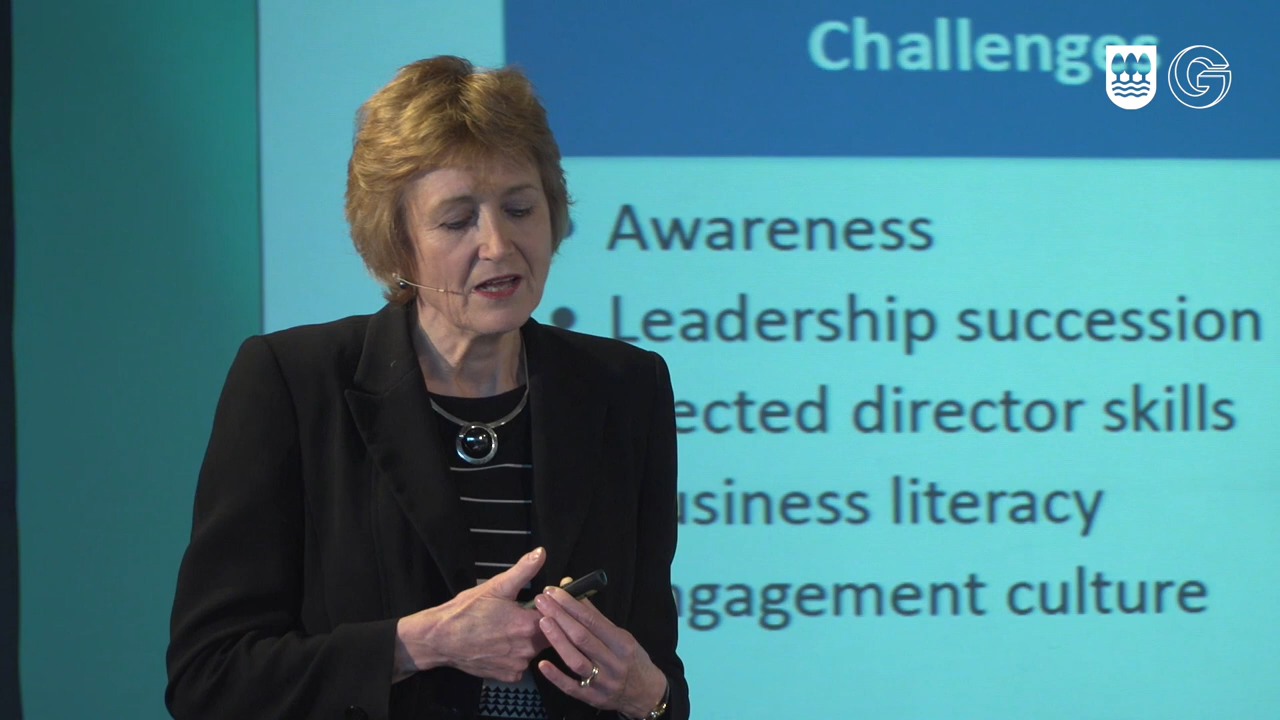 Challenges
• Awareness
• Leadership succession
ected director skills
usiness literacy
ngagement culture